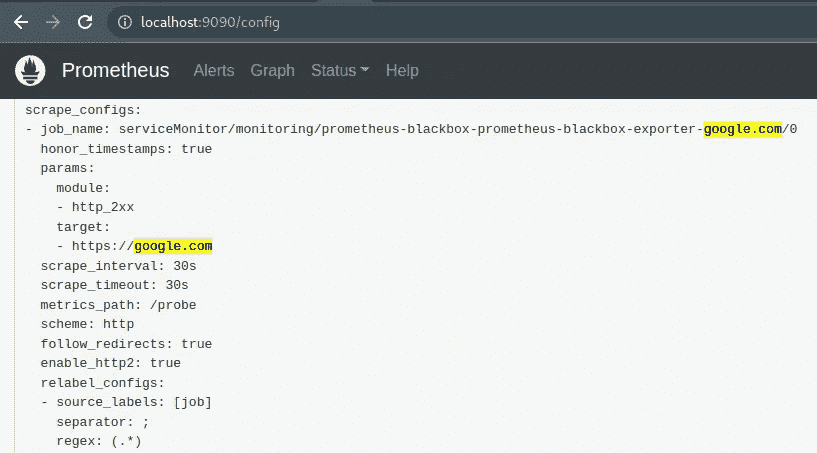 localhost:9090/config
Prometheus Alerts Graph Status Help
scrape_configs:
- job_name: serviceMonitor/monitoring/prometheus-blackbox-prometheus-blackbox-exporter-google.com/0
  honor_timestamps: true
  params:
    module:
    - http_2xx
    target:
    - https://google.com
  scrape_interval: 30s
  scrape_timeout: 30s
  metrics_path: /probe
  scheme: http
  follow_redirects: true
  enable_http2: true
  relabel_configs:
  - source_labels: [job]
    separator: ;
    regex: (.*)